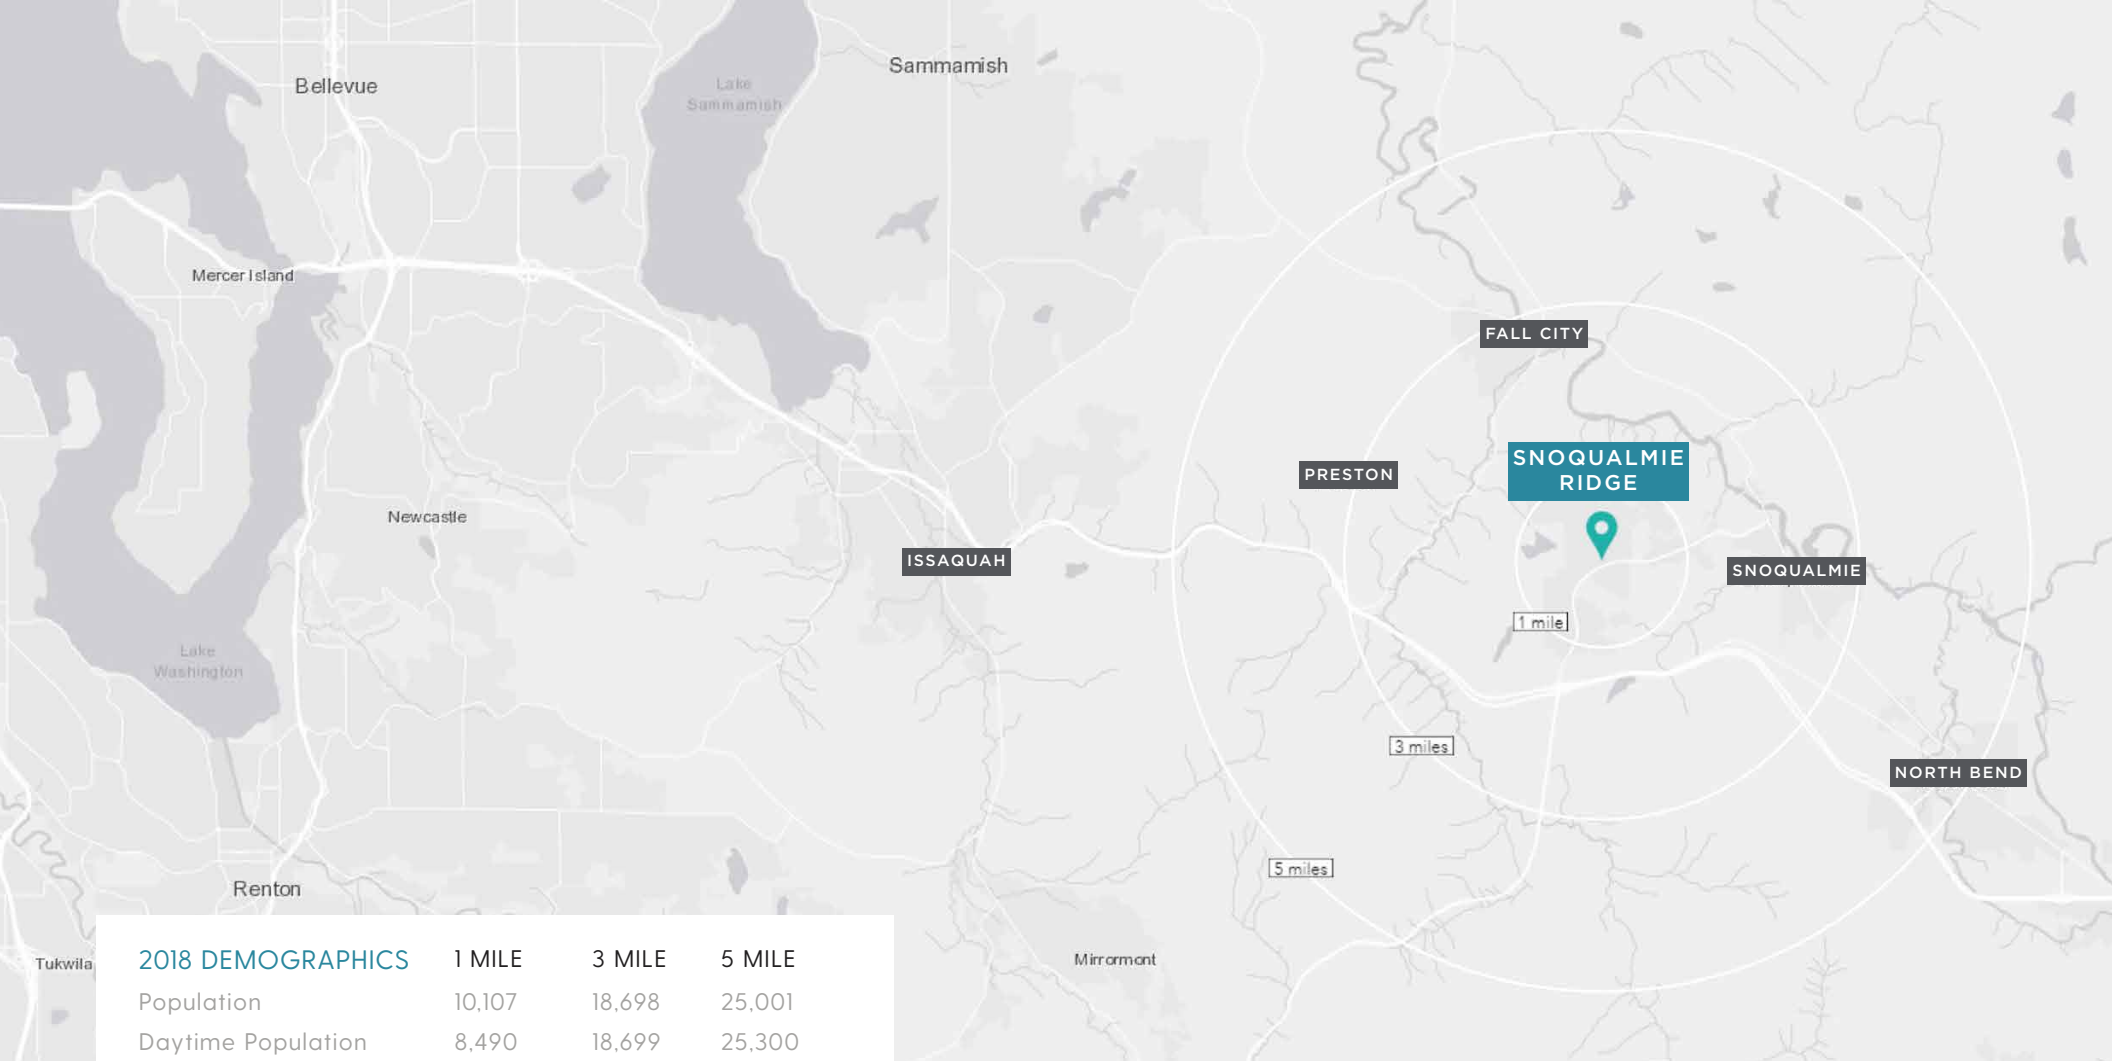 Sammamish
Bellevue
Lake
Sammamish
Mercer Island
FALL CITY
SNOQUALMIE
RIDGE
PRESTON
Newcastle
ISSAQUAH
SNOQUALMIE
1 mile
Lake
Washington
3 miles
NORTH BEND
5 miles
Renton
Tukwila
Mirrormont
2018 DEMOGRAPHICS 1 MILE 3 MILE 5 MILE
Population 10,107 18,698 25,001
Daytime Population 8,490 18,699 25,300